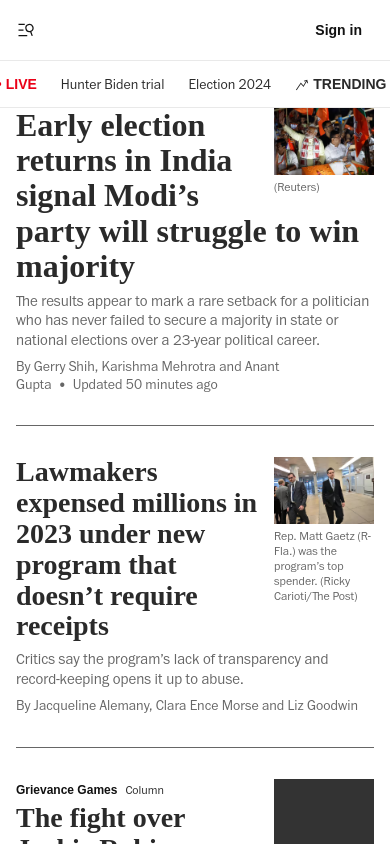 Sign in
LIVE
Hunter Biden trial
Election 2024
TRENDING
Early election
returns in India
signal Modi’s
party will struggle to win
majority
(Reuters)
The results appear to mark a rare setback for a politician
who has never failed to secure a majority in state or
national elections over a 23-year political career.
By Gerry Shih, Karishma Mehrotra and Anant
Gupta • Updated 50 minutes ago
Lawmakers
expensed millions in
2023 under new
program that
doesn’t require
receipts
Rep. Matt Gaetz (R-
Fla.) was the
program’s top
spender. (Ricky
Carioti/The Post)
Critics say the program’s lack of transparency and
record-keeping opens it up to abuse.
By Jacqueline Alemany, Clara Ence Morse and Liz Goodwin
Grievance Games Column
The fight over